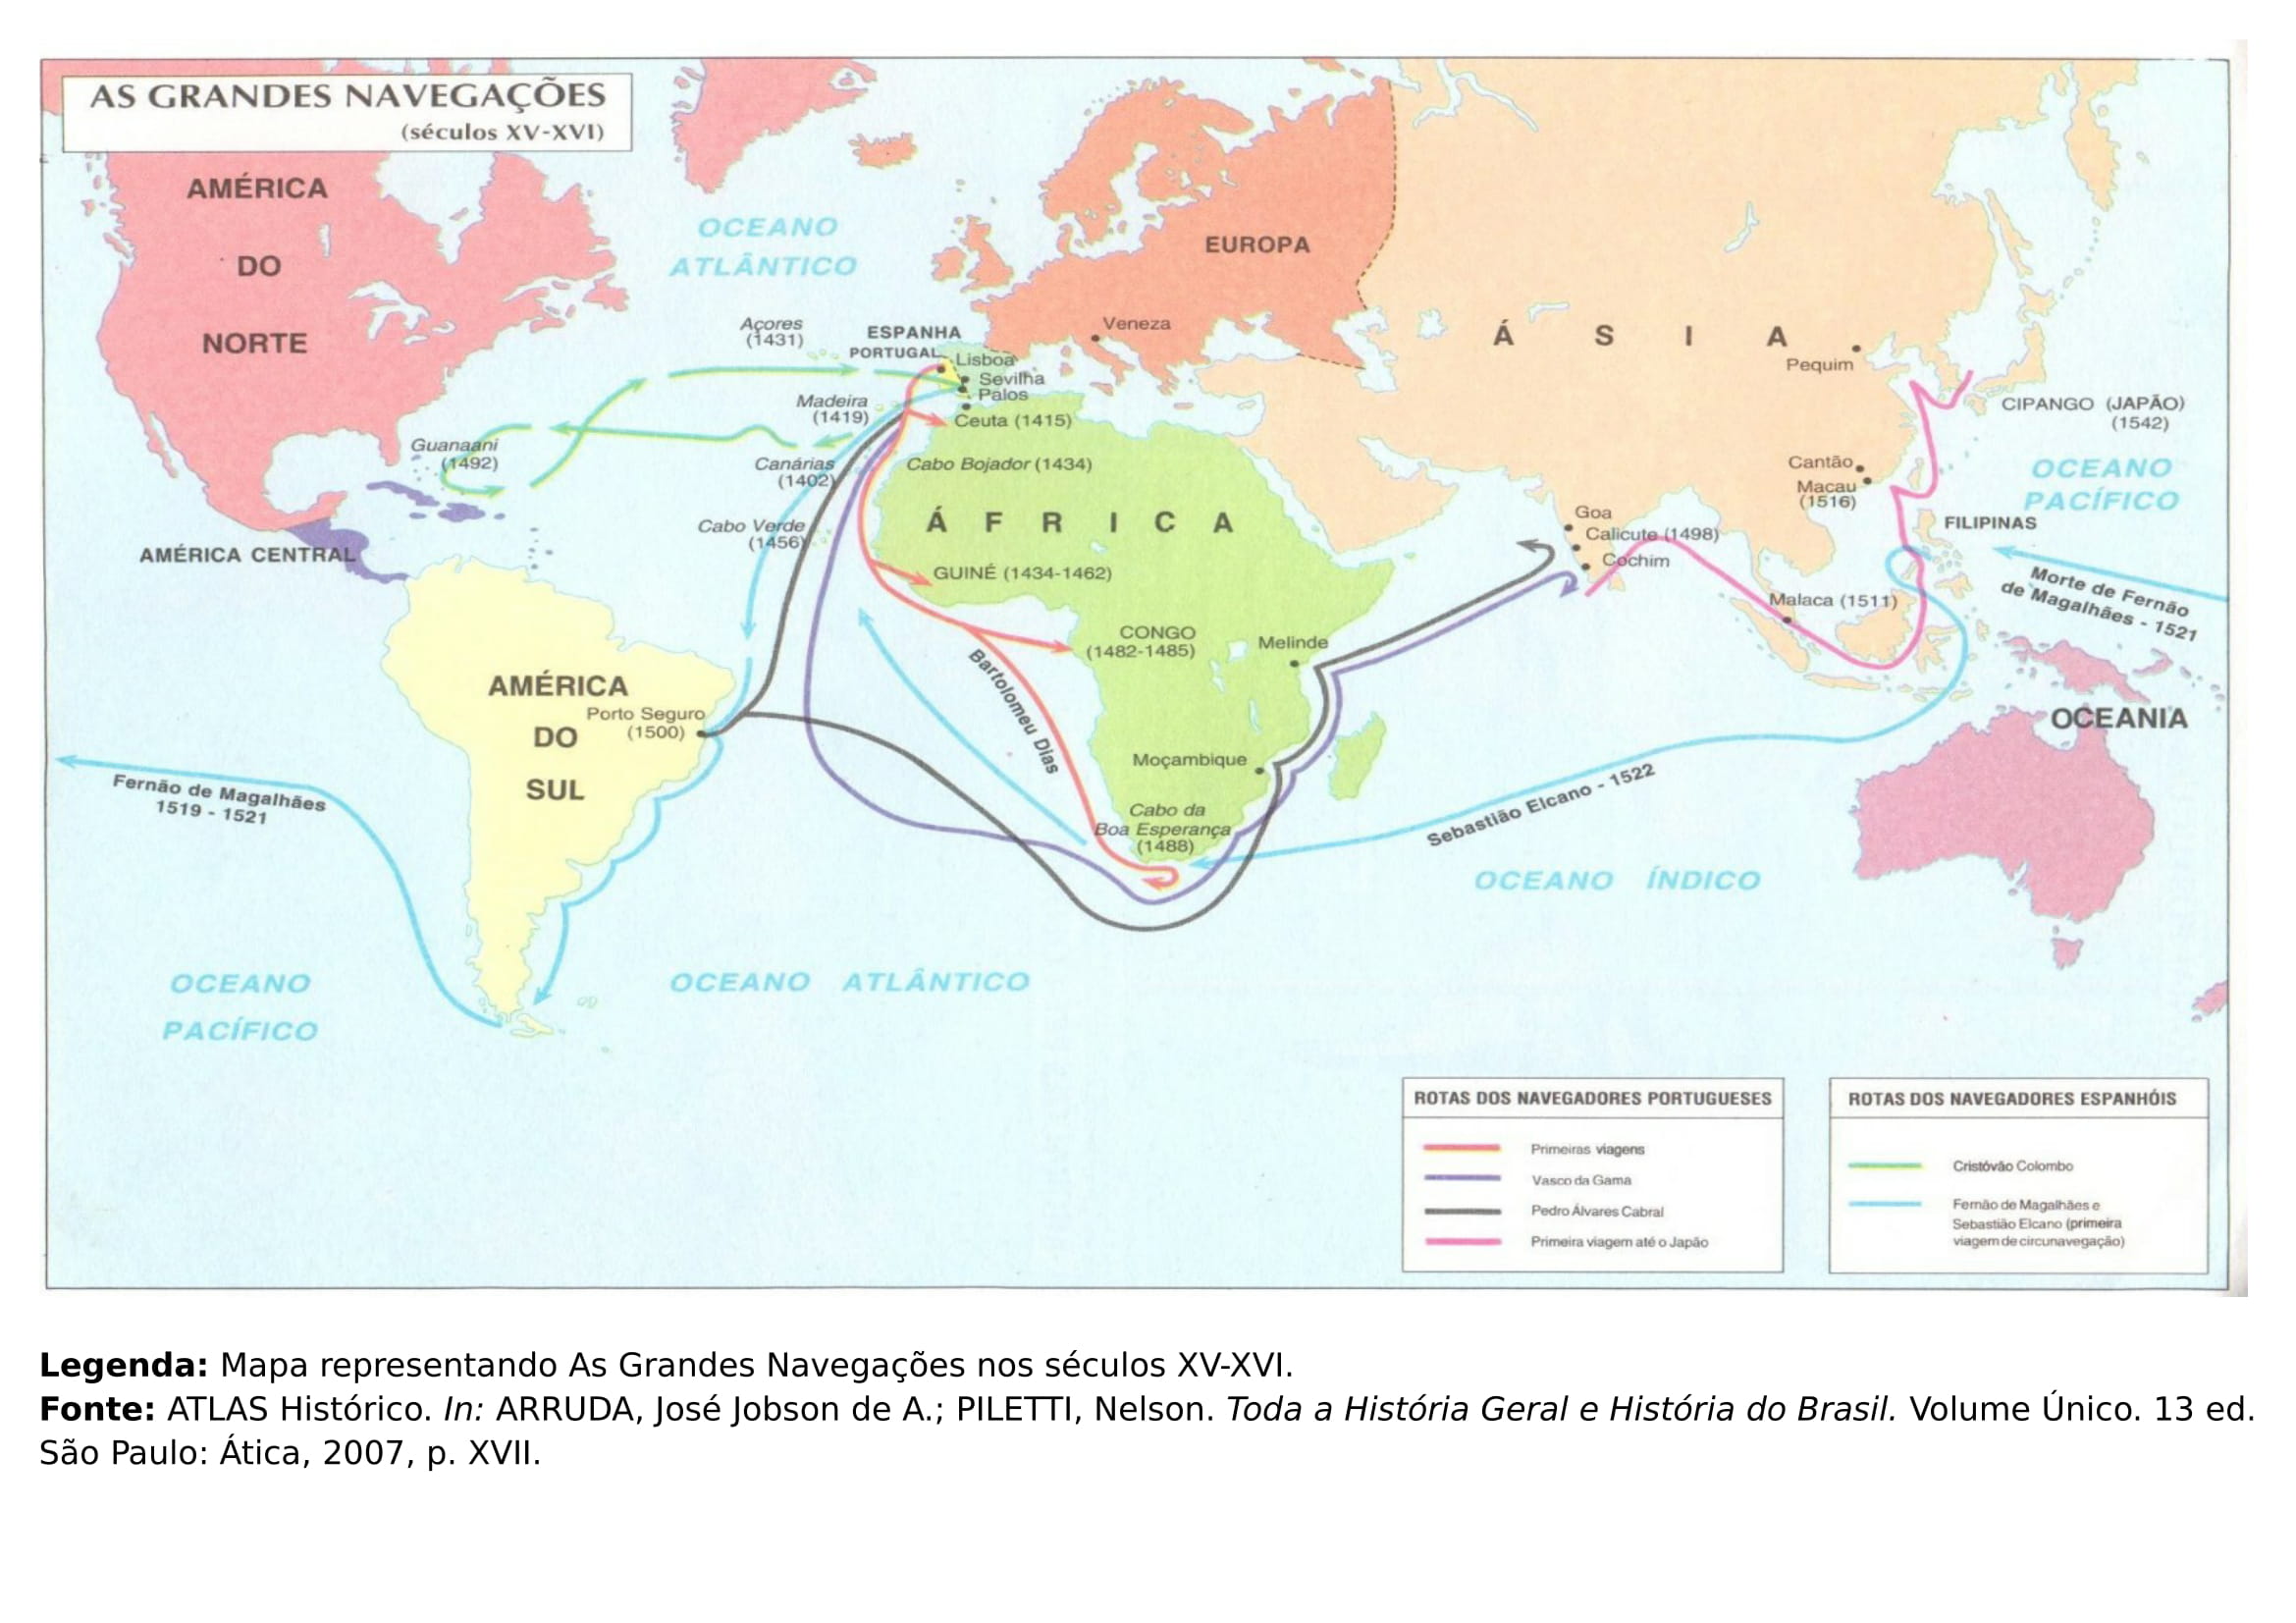 AS GRANDES NAVEGAÇÕES
(séculos XV-XVI)
AMÉRICA
DO
NORTE
OCEANO
ATLÂNTICO
EUROPA
Á S I A
Açores
(1431)
ESPANHA
PORTUGAL
Lisboa
Sevilha
Palos
Veneza
Pequim
Madeira
(1419)
Ceuta (1415)
CIPANGO (JAPÃO)
(1542)
Guanaani
(1492)
Canárias
(1402)
Cabo Bojador (1434)
Cantão
Macau
(1516)
OCEANO
PACÍFICO
Cabo Verde
(1456)
Á F R I C A
Goa
Calicute (1498)
Cochim
FILIPINAS
AMÉRICA CENTRAL
GUINÉ (1434-1462)
Malaca (1511)
Morte de Fernão
de Magalhães - 1521
CONGO
(1482-1485)
Melinde
Bartolomeu Dias
AMÉRICA
DO
SUL
Porto Seguro
(1500)
OCEANIA
Moçambique
Fernão de Magalhães
1519 - 1521
Cabo da
Boa Esperança
(1488)
Sebastião Elcano - 1522
OCEANO ÍNDICO
OCEANO
PACÍFICO
OCEANO ATLÂNTICO
ROTAS DOS NAVEGADORES PORTUGUESES
Primeiras viagens
Vasco da Gama
Pedro Álvares Cabral
Primeira viagem até o Japão
ROTAS DOS NAVEGADORES ESPANHÓIS
Cristóvão Colombo
Fernão de Magalhães e
Sebastião Elcano (primeira
viagem de circunavegação)
Legenda: Mapa representando As Grandes Navegações nos séculos XV-XVI.
Fonte: ATLAS Histórico. In: ARRUDA, José Jobson de A.; PILETTI, Nelson. Toda a História Geral e História do Brasil. Volume Único. 13 ed.
São Paulo: Ática, 2007, p. XVII.